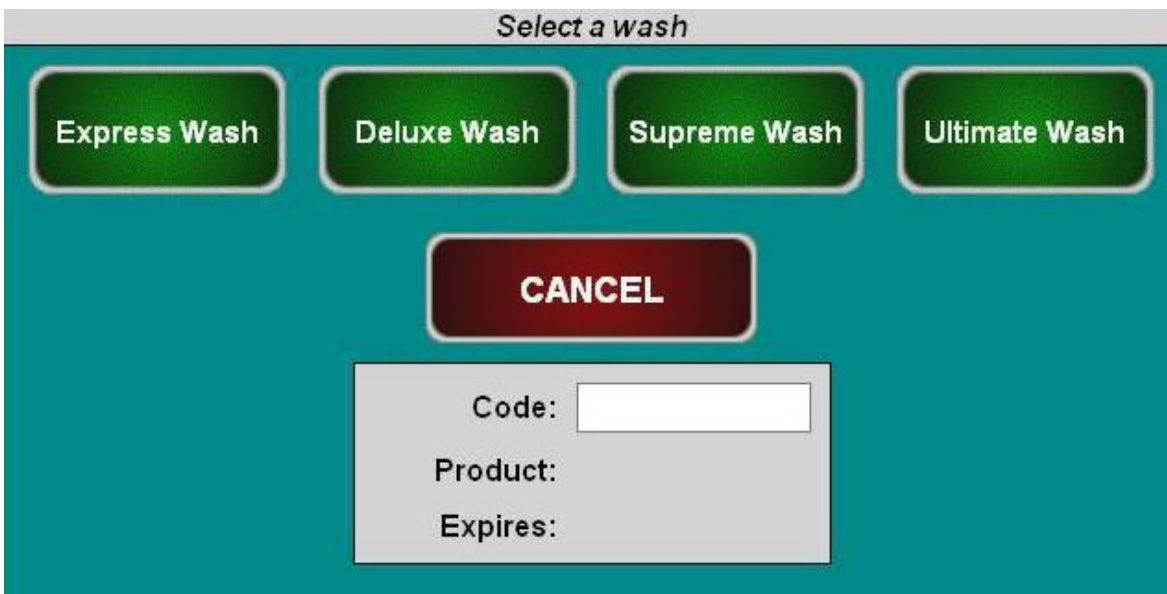 Select a wash
Express Wash
Deluxe Wash
Supreme Wash
Ultimate Wash
CANCEL
Code:
Product:
Expires: